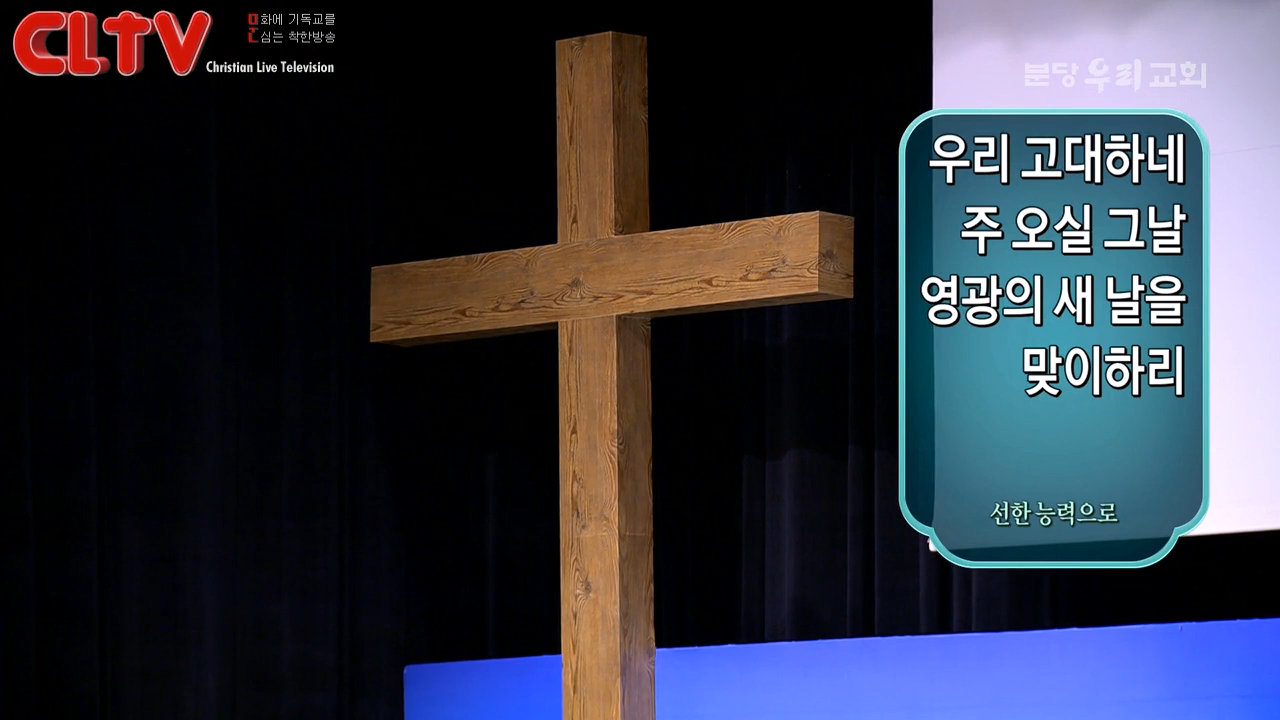 CLTV
문화에 기독교를
심는 착한방송
Christian Live Television
분당우리교회
우리 고대하네
주 오실 그날
영광의 새 날을
맞이하리
선한 능력으로